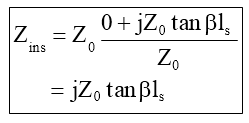 Z_ins = Z_0 (0 + jZ_0 tan βl_s) / Z_0
= jZ_0 tan βl_s